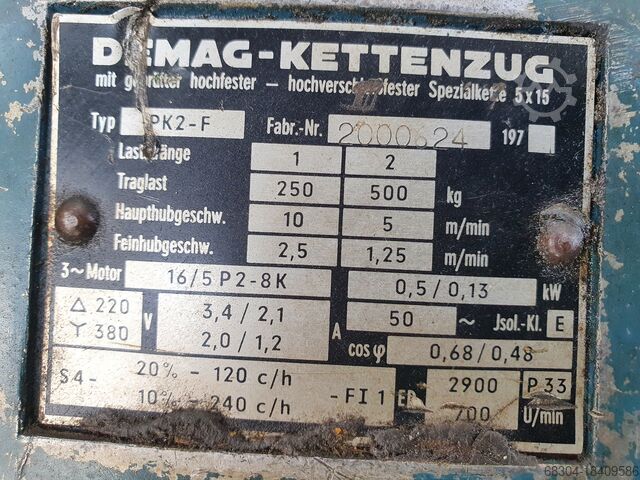 DEMAG-KETTENZUG
mit geprüfter hochfester – hochverschleißfester Spezialkette 5x15
Typ PK2-F Fabr.-Nr. 2000624 197
Laststränge 1 2
Traglast 250 500 kg
Haupthubgeschw. 10 5 m/min
Feinhubgeschw. 2,5 1,25 m/min
3~Motor 16/5 P2-8K 0,5/0,13 kW
Δ 220 V 3,4/2,1 A 50 ~ Jsol.-Kl. E
Y 380 2,0/1,2 cos φ 0,68/0,48
S4- 20% - 120 c/h -FI 1 ED 2900 P33
10% - 240 c/h 700 U/min
68304-18409586